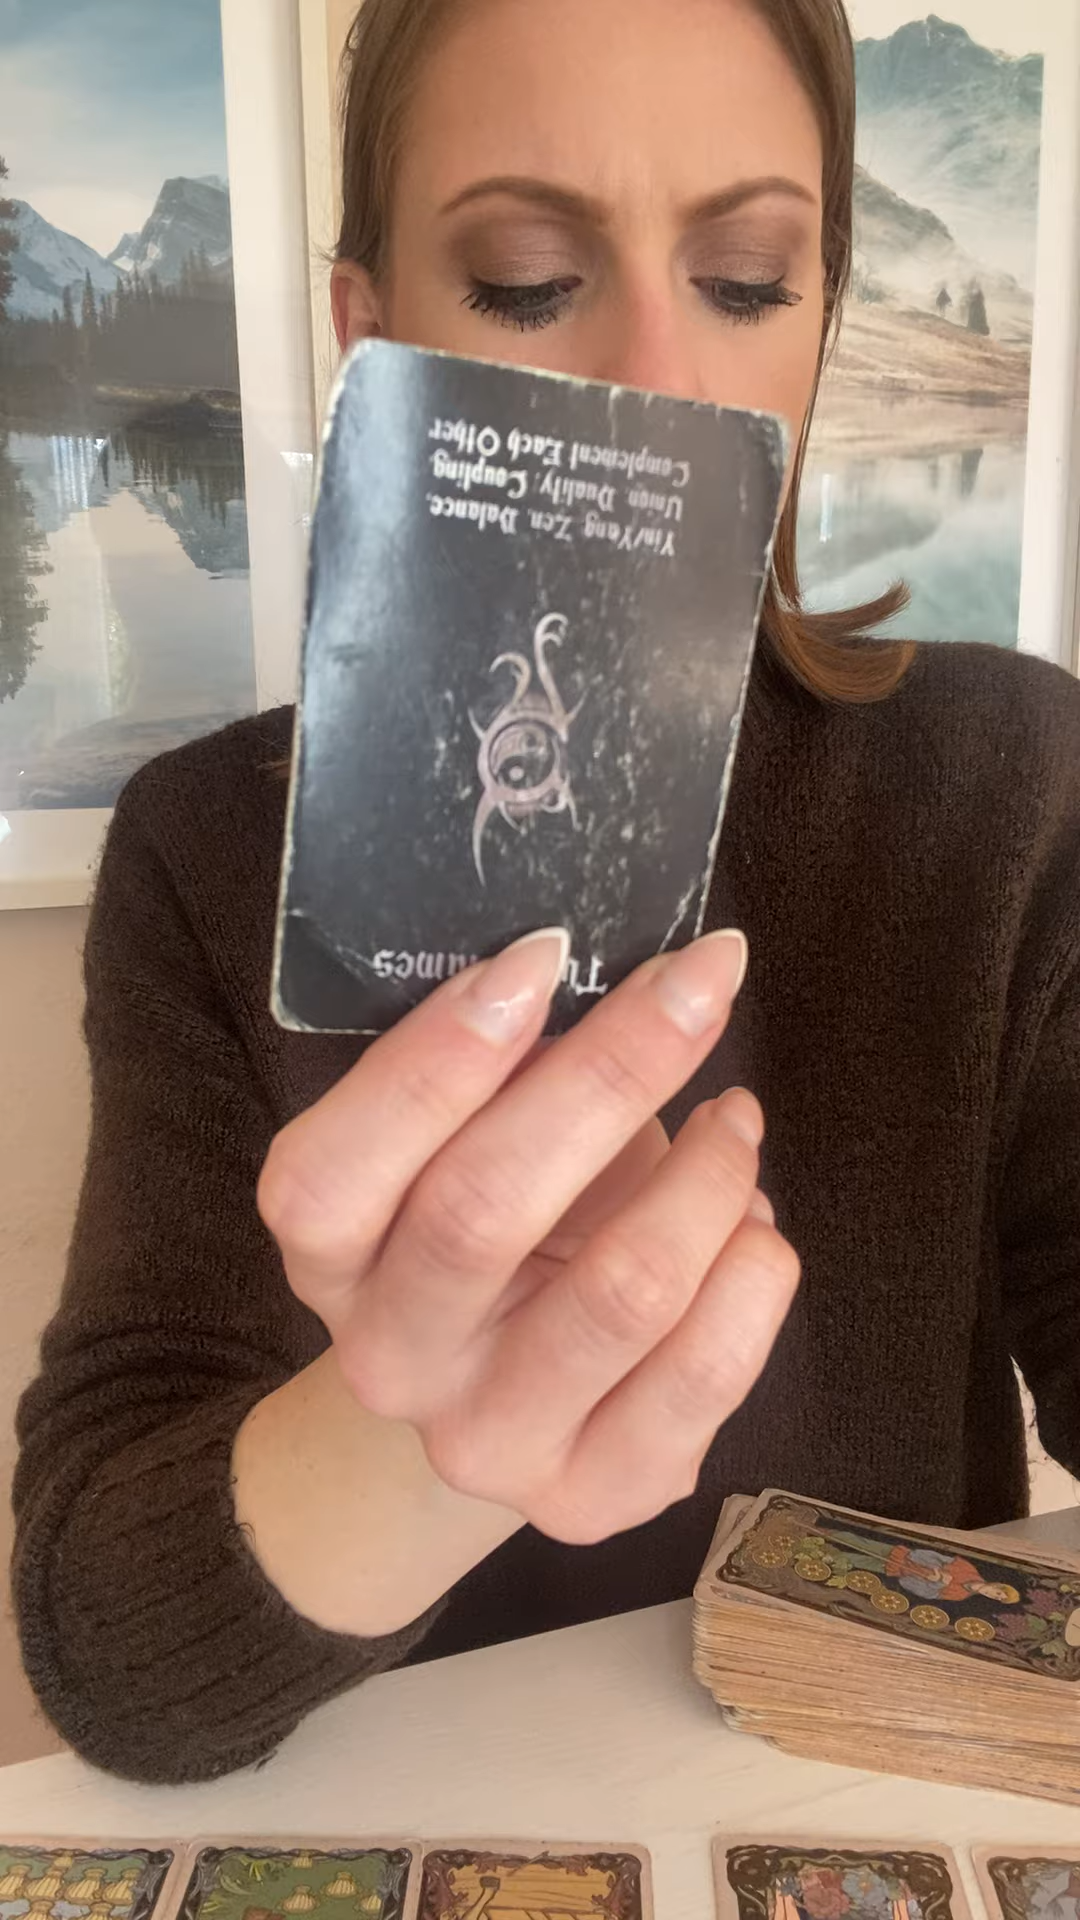 Yin/Yang, Zen, Balance,
Union, Duality, Coupling
Complement Each Other